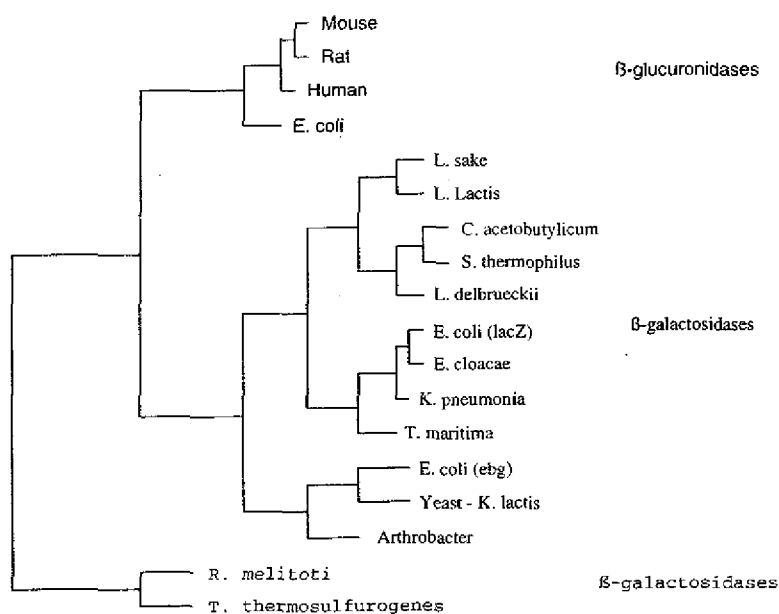 Mouse
Rat
ß-glucuronidases
Human
E. coli
L. sake
L. Lactis
C. acetobutylicum
S. thermophilus
L. delbrueckii
E. coli (lacZ)
ß-galactosidases
E. cloacae
K. pneumonia
T. maritima
E. coli (ebg)
Yeast - K. lactis
Arthrobacter
R. melitoti
ß-galactosidases
T. thermosulfurogenes